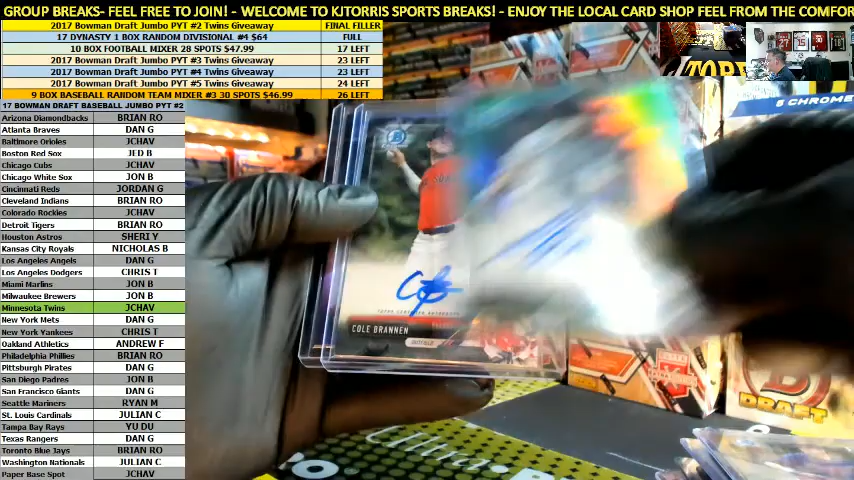 GROUP BREAKS- FEEL FREE TO JOIN! - WELCOME TO KJTORRIS SPORTS BREAKS! - ENJOY THE LOCAL CARD SHOP FEEL FROM THE COMFOR
2017 Bowman Draft Jumbo PYT #2 Twins Giveaway FINAL FILLER
17 DYNASTY 1 BOX RANDOM DIVISIONAL #4 $64 FULL
10 BOX FOOTBALL MIXER 28 SPOTS $47.99 17 LEFT
2017 Bowman Draft Jumbo PYT #3 Twins Giveaway 23 LEFT
2017 Bowman Draft Jumbo PYT #4 Twins Giveaway 23 LEFT
2017 Bowman Draft Jumbo PYT #5 Twins Giveaway 24 LEFT
9 BOX BASEBALL RAIDOM TEAM MIXER #3 30 SPOTS $46.99 26 LEFT
17 BOWMAN DRAFT BASEBALL JUMBO PYT #2
Arizona Diamondbacks BRIAN RO
Atlanta Braves DAN G
Baltimore Orioles JCHAV
Boston Red Sox JED B
Chicago Cubs JCHAV
Chicago White Sox JON B
Cincinnati Reds JORDAN G
Cleveland Indians BRIAN RO
Colorado Rockies JCHAV
Detroit Tigers BRIAN RO
Houston Astros SHERI Y
Kansas City Royals NICHOLAS B
Los Angeles Angels DAN G
Los Angeles Dodgers CHRIS T
Miami Marlins JON B
Milwaukee Brewers JON B
Minnesota Twins JCHAV
New York Mets DAN G
New York Yankees CHRIS T
Oakland Athletics ANDREW F
Philadelphia Phillies BRIAN RO
Pittsburgh Pirates DAN G
San Diego Padres JON B
San Francisco Giants DAN G
Seattle Mariners RYAN M
St. Louis Cardinals JULIAN C
Tampa Bay Rays YU DU
Texas Rangers DAN G
Toronto Blue Jays BRIAN RO
Washington Nationals JULIAN C
Paper Base Spot JCHAV
5 CHROME
COLE BRANNEN
DRAFT